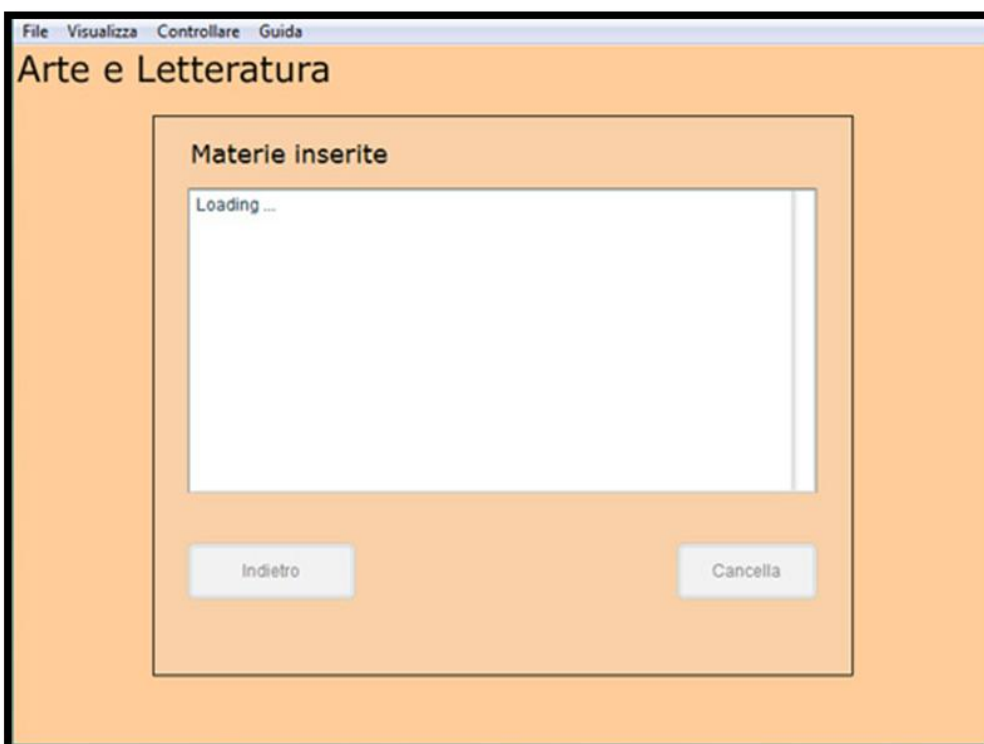 File Visualizza Controllare Guida
Arte e Letteratura
Materie inserite
Loading ...
Indietro Cancella